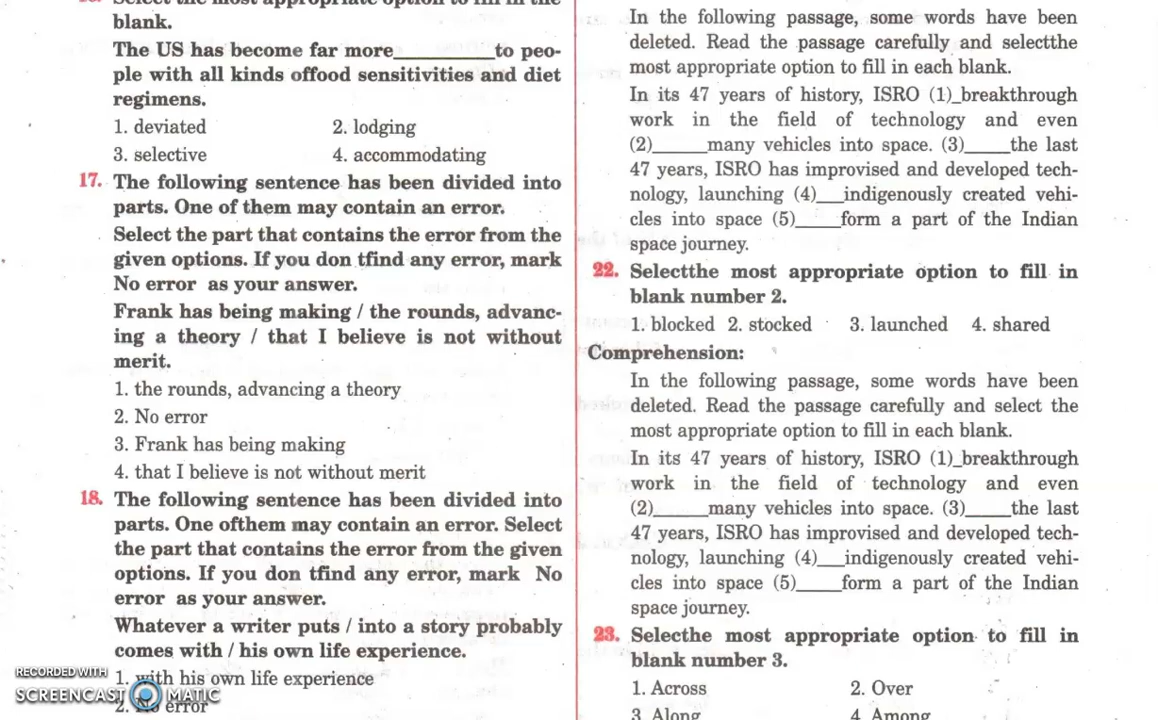 16. Select the most appropriate option to fill in the
blank.
The US has become far more__________to peo-
ple with all kinds offood sensitivities and diet
regimens.
1. deviated 2. lodging
3. selective 4. accommodating
17. The following sentence has been divided into
parts. One of them may contain an error.
Select the part that contains the error from the
given options. If you don tfind any error, mark
No error as your answer.
Frank has being making / the rounds, advanc-
ing a theory / that I believe is not without
merit.
1. the rounds, advancing a theory
2. No error
3. Frank has being making
4. that I believe is not without merit
18. The following sentence has been divided into
parts. One ofthem may contain an error. Select
the part that contains the error from the given
options. If you don tfind any error, mark No
error as your answer.
Whatever a writer puts / into a story probably
comes with / his own life experience.
1. with his own life experience
2. No error
In the following passage, some words have been
deleted. Read the passage carefully and selectthe
most appropriate option to fill in each blank.
In its 47 years of history, ISRO (1)_breakthrough
work in the field of technology and even
(2)______many vehicles into space. (3)_____the last
47 years, ISRO has improvised and developed tech-
nology, launching (4)___indigenously created vehi-
cles into space (5)_____form a part of the Indian
space journey.
22. Selectthe most appropriate option to fill in
blank number 2.
1. blocked 2. stocked 3. launched 4. shared
Comprehension:
In the following passage, some words have been
deleted. Read the passage carefully and select the
most appropriate option to fill in each blank.
In its 47 years of history, ISRO (1)_breakthrough
work in the field of technology and even
(2)______many vehicles into space. (3)_____the last
47 years, ISRO has improvised and developed tech-
nology, launching (4)___indigenously created vehi-
cles into space (5)_____form a part of the Indian
space journey.
23. Selecthe most appropriate option to fill in
blank number 3.
1. Across 2. Over
3. Along 4. Among
RECORDED WITH
SCREENCAST MATIC